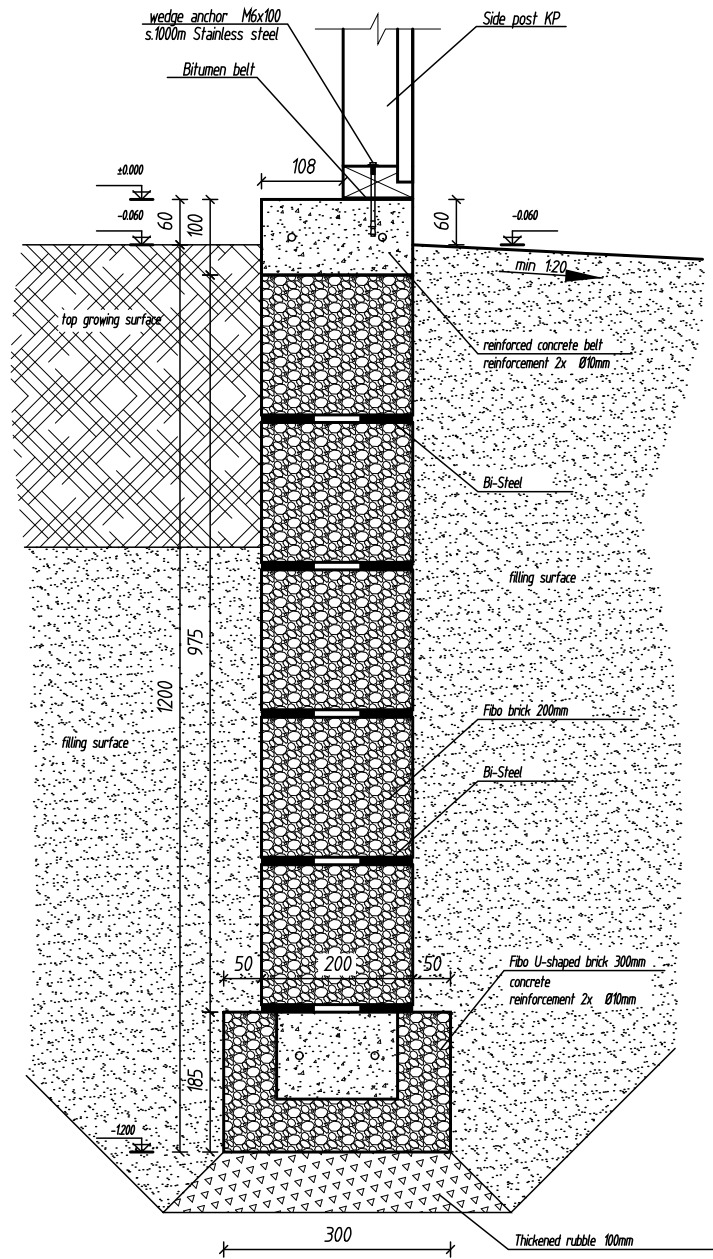 wedge anchor M6x100
s.1000m Stainless steel
Side post KP
Bitumen belt
108
±0.000
-0.060
60
100
60
-0.060
min 1:20
top growing surface
reinforced concrete belt
reinforcement 2x Ø10mm
Bi-Steel
filling surface
975
1200
Fibo brick 200mm
filling surface
Bi-Steel
50
200
50
Fibo U-shaped brick 300mm
concrete
reinforcement 2x Ø10mm
185
-1.200
300
Thickened rubble 100mm